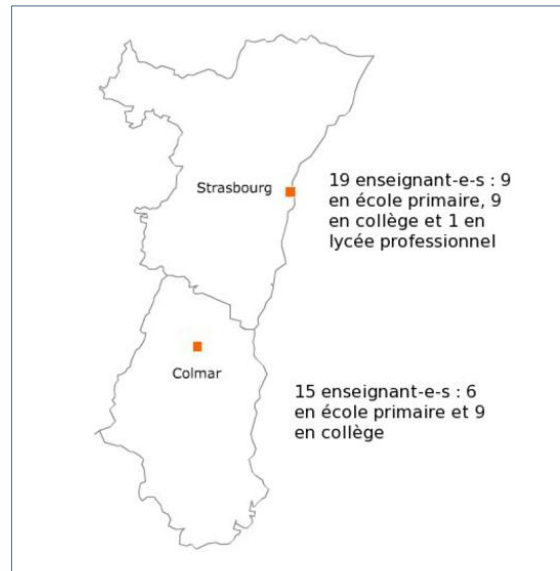 Strasbourg
19 enseignant-e-s : 9
en école primaire, 9
en collège et 1 en
lycée professionnel
Colmar
15 enseignant-e-s : 6
en école primaire et 9
en collège